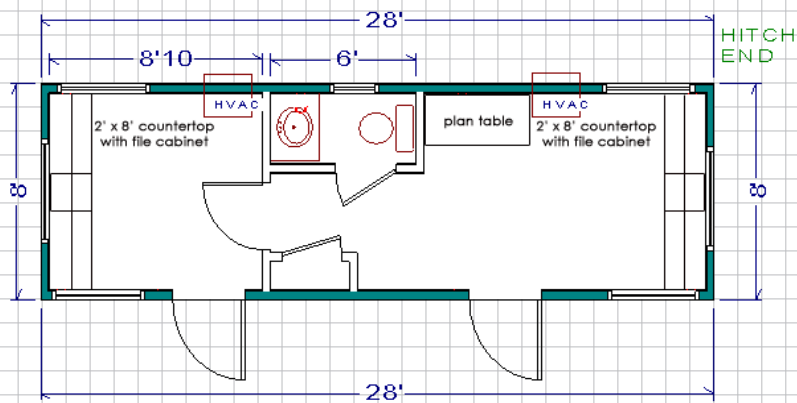 28'
HITCH
END
8'10
6'
HVAC
HVAC
2' x 8' countertop
with file cabinet
plan table
2' x 8' countertop
with file cabinet
8'
8'
28'